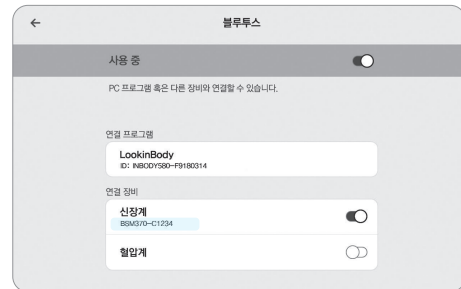 블루투스
사용 중
PC 프로그램 혹은 다른 장비와 연결할 수 있습니다.
연결 프로그램
LookinBody
ID: INBODY580-F9180314
연결 장비
신장계
BSM370-C1234
혈압계